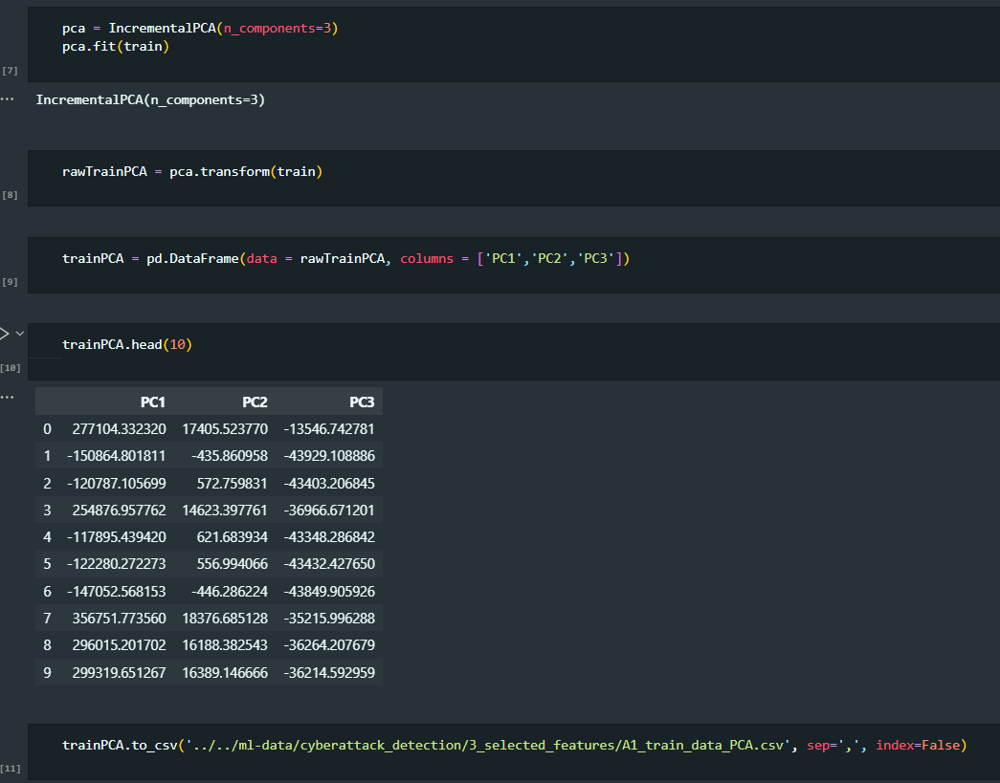 pca = IncrementalPCA(n_components=3)
pca.fit(train)
[7]
...
IncrementalPCA(n_components=3)
rawTrainPCA = pca.transform(train)
[8]
trainPCA = pd.DataFrame(data = rawTrainPCA, columns = ['PC1','PC2','PC3'])
[9]
trainPCA.head(10)
[10]
...
PC1 PC2 PC3
0 277104.332320 17405.523770 -13546.742781
1 -150864.801811 -435.860958 -43929.108886
2 -120787.105699 572.759831 -43403.206845
3 254876.957762 14623.397761 -36966.671201
4 -117895.439420 621.683934 -43348.286842
5 -122280.272273 556.994066 -43432.427650
6 -147052.568153 -446.286224 -43849.905926
7 356751.773560 18376.685128 -35215.996288
8 296015.201702 16188.382543 -36264.207679
9 299319.651267 16389.146666 -36214.592959
trainPCA.to_csv('../../ml-data/cyberattack_detection/3_selected_features/A1_train_data_PCA.csv', sep=',', index=False)
[11]